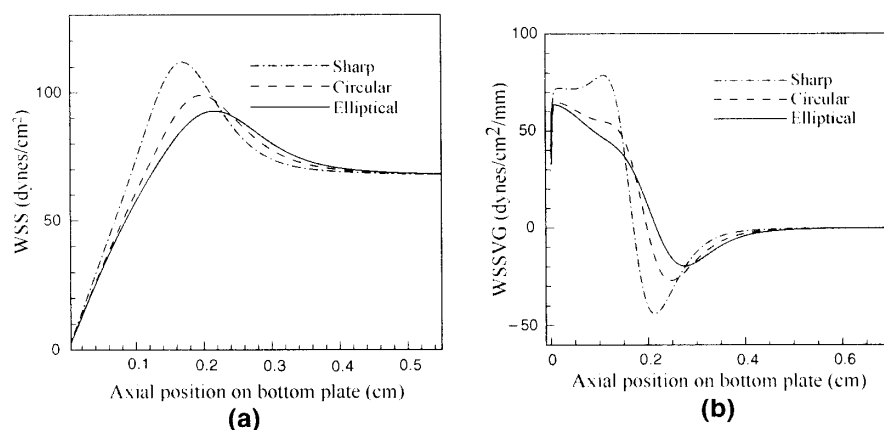 WSS (dynes/cm²)
100
50
0
Sharp
Circular
Elliptical
0.1 0.2 0.3 0.4 0.5
Axial position on bottom plate (cm)
(a)
WSSVG (dynes/cm²/mm)
100
50
0
−50
Sharp
Circular
Elliptical
0 0.2 0.4 0.6
Axial position on bottom plate (cm)
(b)